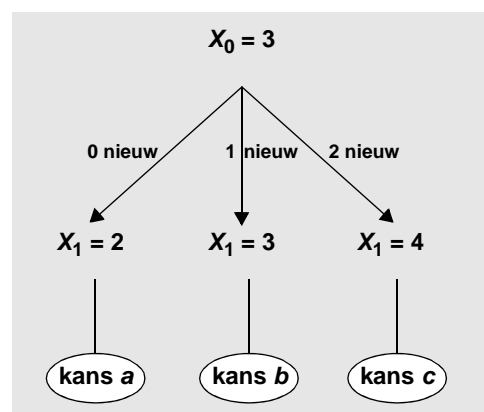 X0 = 3
0 nieuw 1 nieuw 2 nieuw
X1 = 2 X1 = 3 X1 = 4
kans a kans b kans c